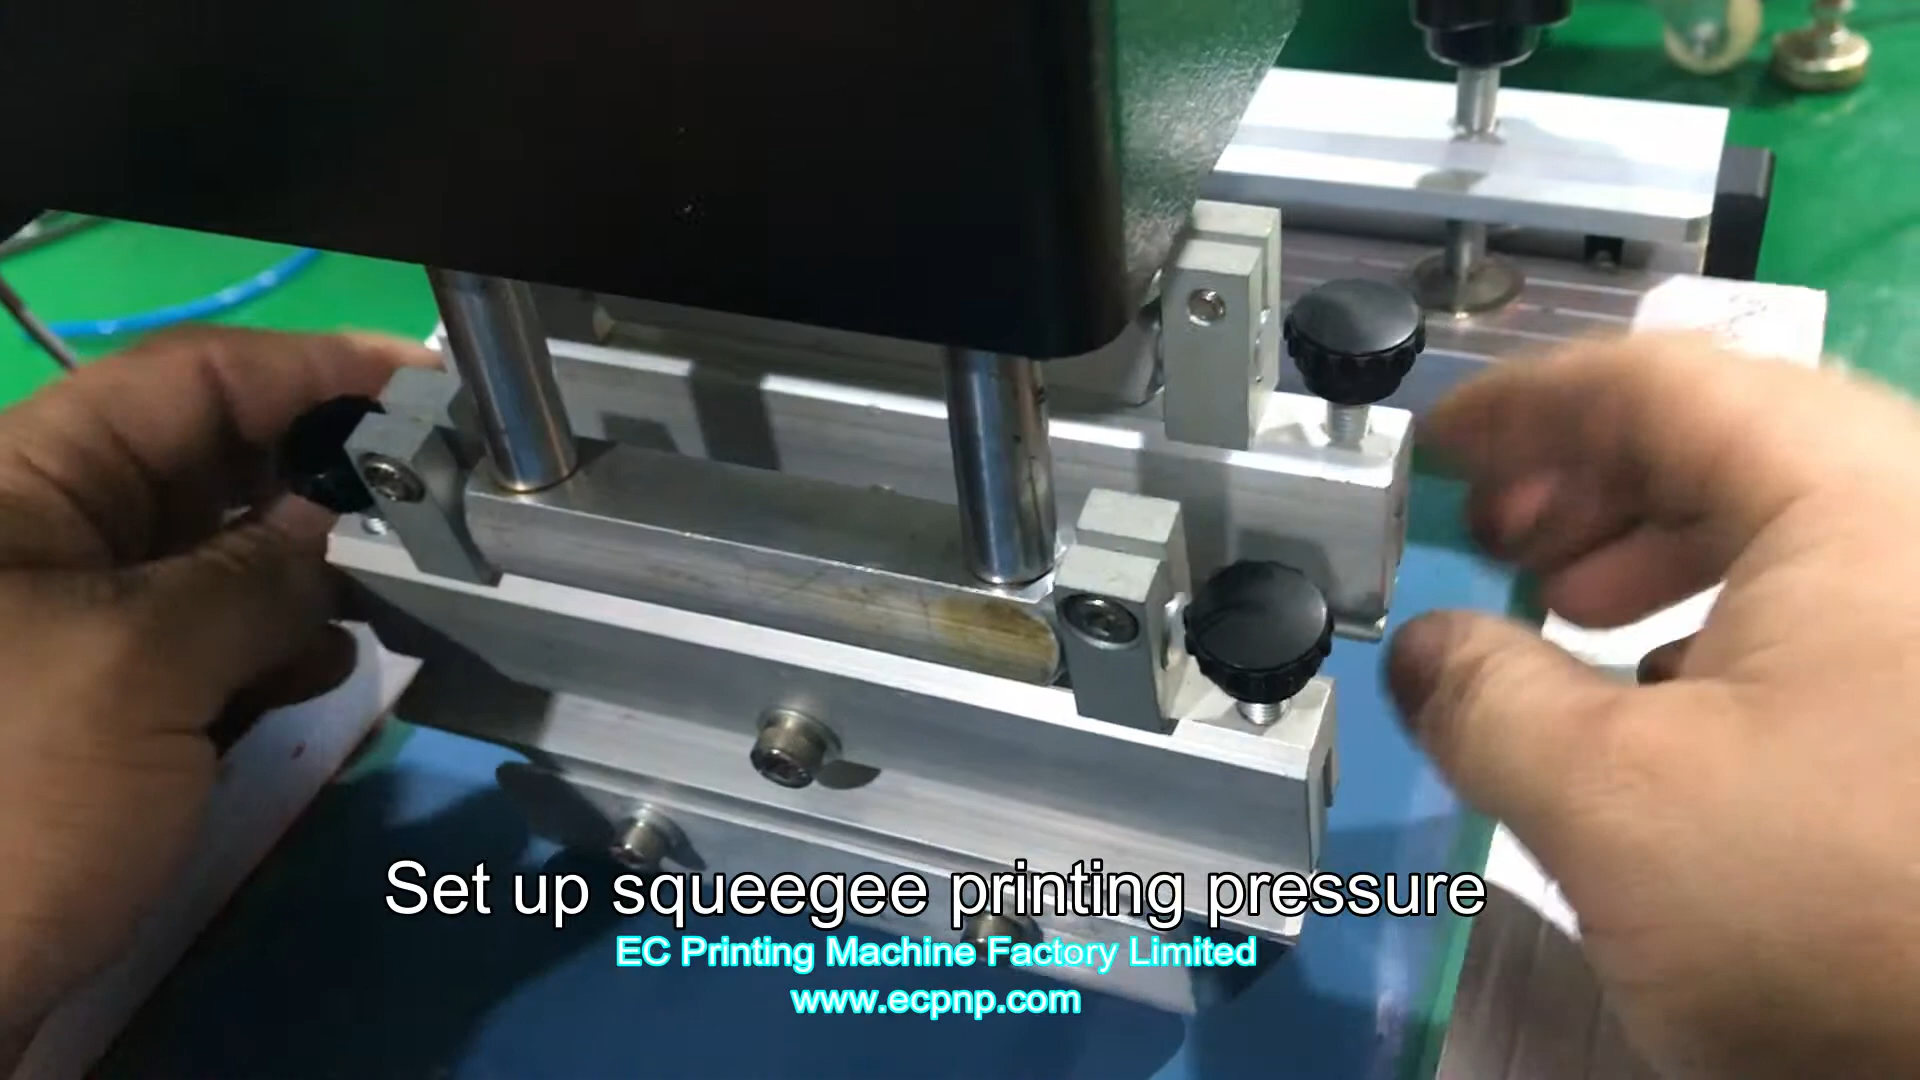 Set up squeegee printing pressure
EC Printing Machine Factory Limited
www.ecpnp.com